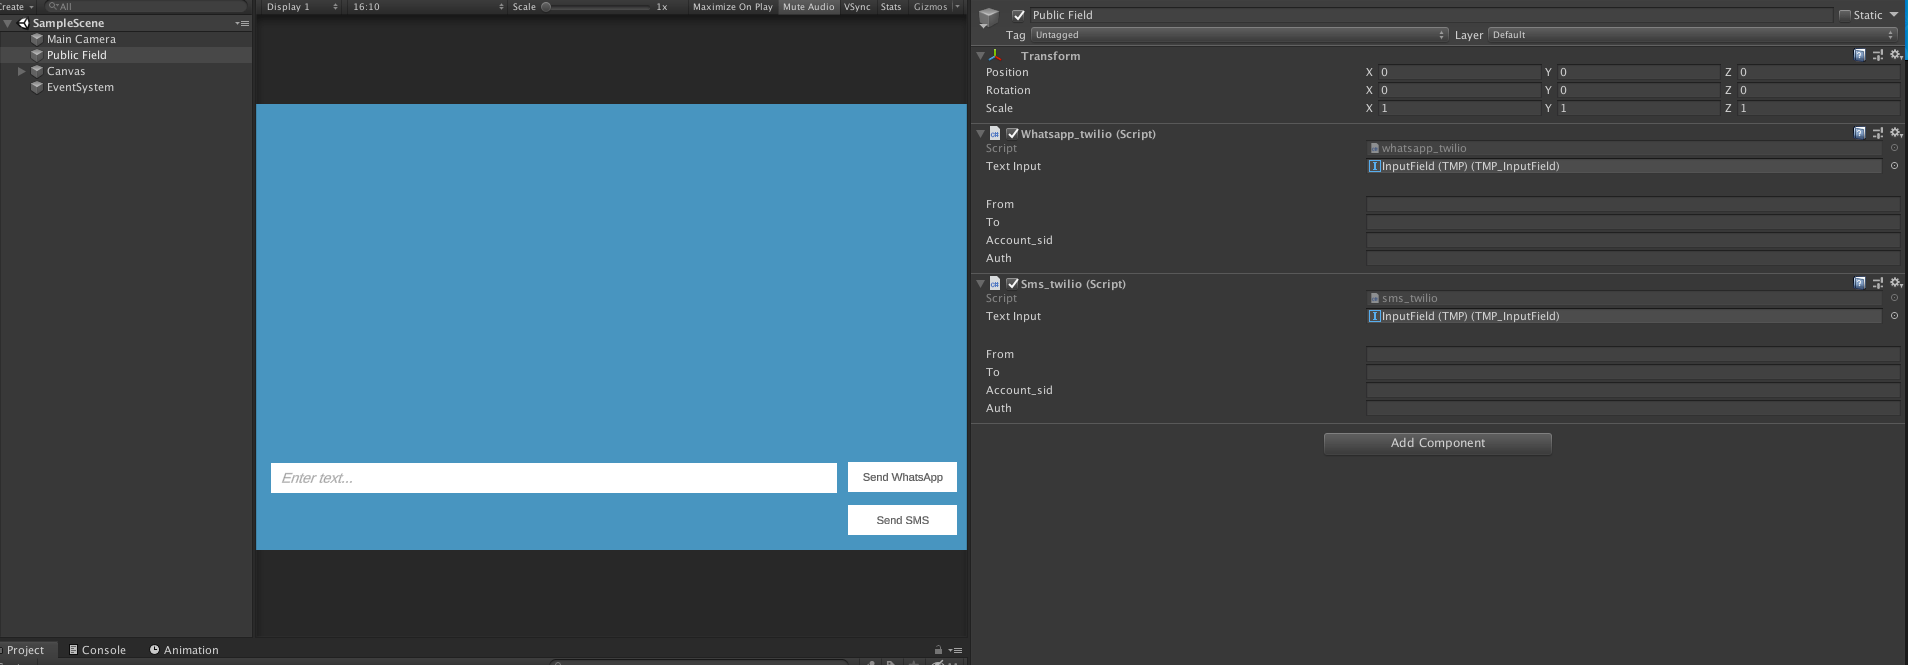 Create
All
SampleScene
Main Camera
Public Field
Canvas
EventSystem
Display 1 16:10 Scale 1x Maximize On Play Mute Audio VSync Stats Gizmos
Enter text...
Send WhatsApp
Send SMS
Project Console Animation
Public Field Static
Tag Untagged Layer Default
Transform
Position X 0 Y 0 Z 0
Rotation X 0 Y 0 Z 0
Scale X 1 Y 1 Z 1
Whatsapp_twilio (Script)
Script whatsapp_twilio
Text Input InputField (TMP) (TMP_InputField)
From
To
Account_sid
Auth
Sms_twilio (Script)
Script sms_twilio
Text Input InputField (TMP) (TMP_InputField)
From
To
Account_sid
Auth
Add Component